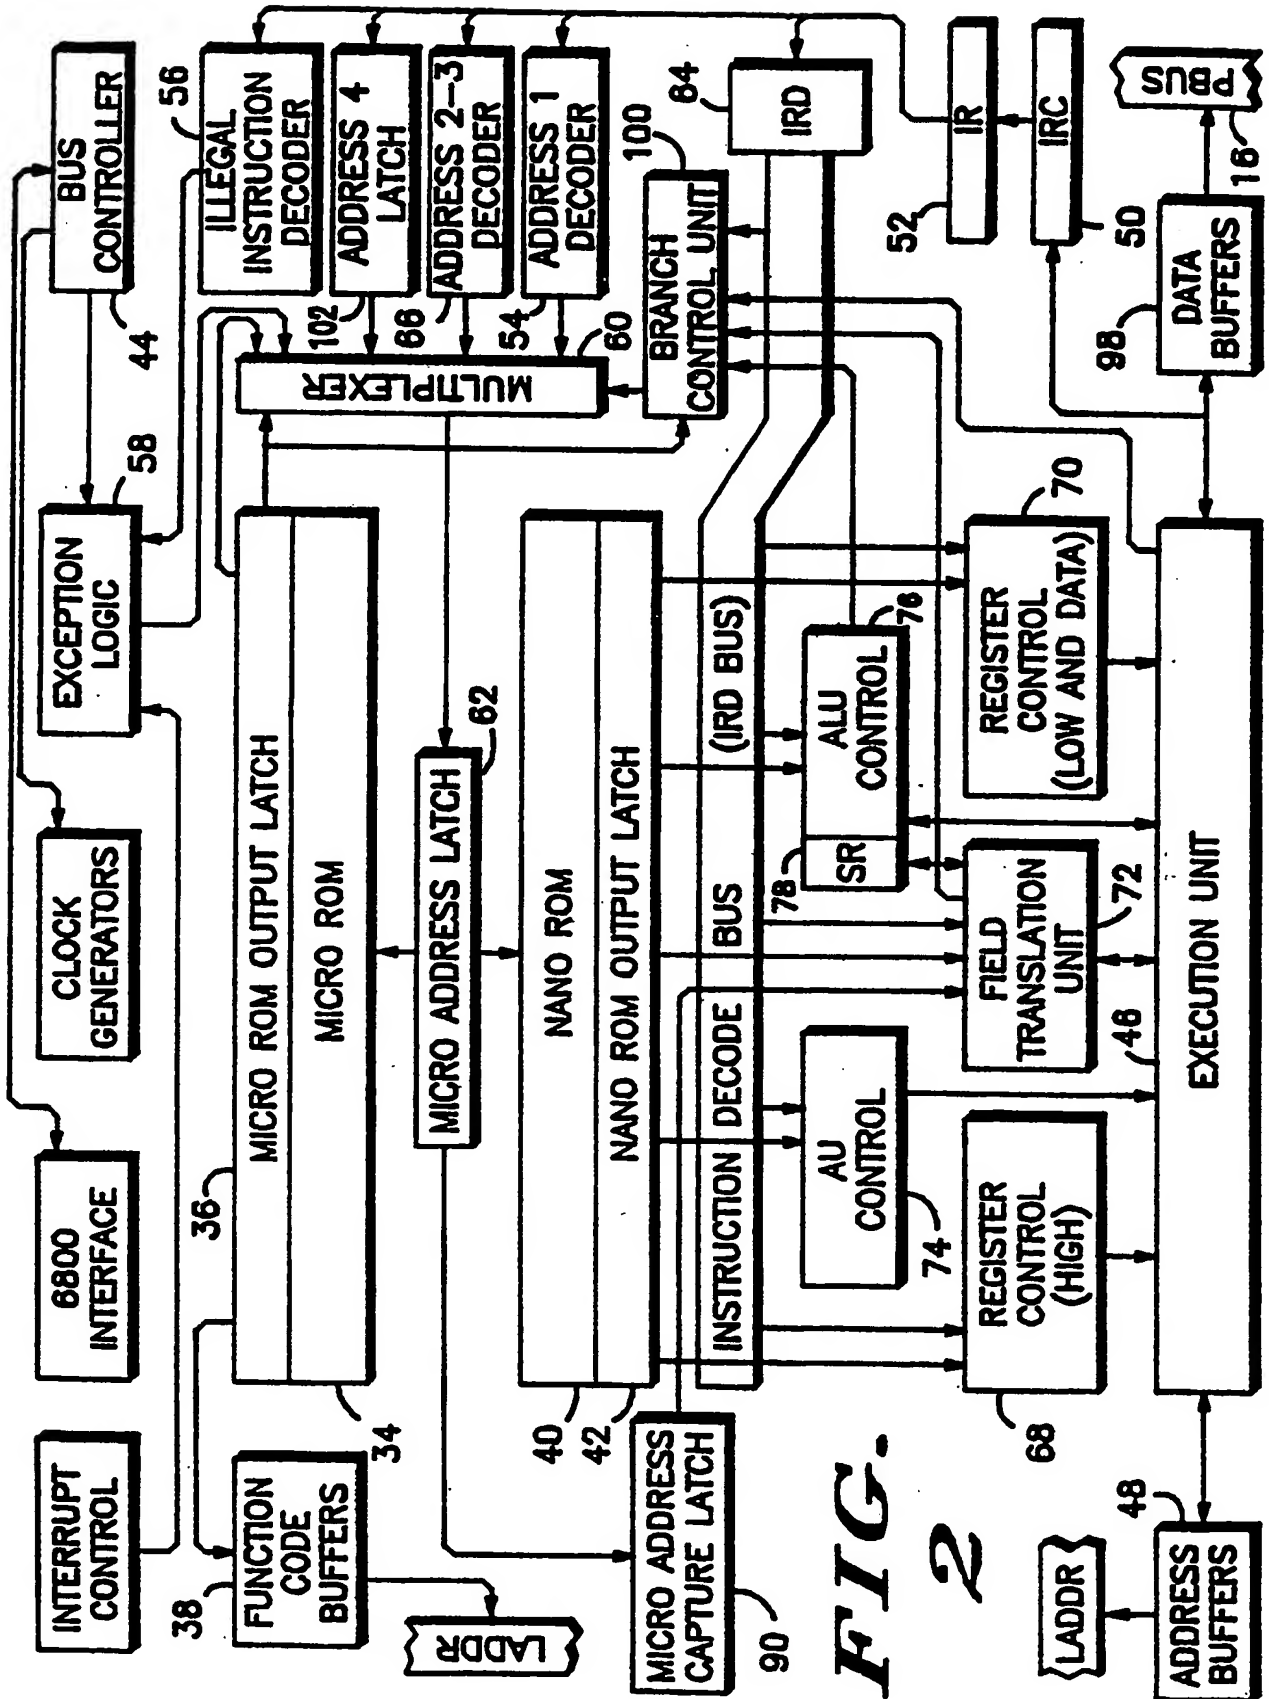 INTERRUPT
CONTROL
6800
INTERFACE
CLOCK
GENERATORS
EXCEPTION
LOGIC
58
BUS
CONTROLLER
44
38
FUNCTION
CODE
BUFFERS
LADDR
36
MICRO ROM OUTPUT LATCH
MICRO ROM
34
MICRO ADDRESS LATCH
62
MULTIPLEXER
60
56
ILLEGAL
INSTRUCTION
DECODER
102
ADDRESS 4
LATCH
66
ADDRESS 2-3
DECODER
54
ADDRESS 1
DECODER
MICRO ADDRESS
CAPTURE LATCH
90
40
NANO ROM
42
NANO ROM OUTPUT LATCH
INSTRUCTION DECODE BUS (IRD BUS)
BRANCH
CONTROL UNIT
100
64
IRD
AU
CONTROL
74
78
SR
ALU
CONTROL
76
52
IR
IRC
50
68
REGISTER
CONTROL
(HIGH)
FIELD
TRANSLATION
UNIT
72
REGISTER
CONTROL
(LOW AND DATA)
70
46
EXECUTION UNIT
48
ADDRESS
BUFFERS
LADDR
98
DATA
BUFFERS
PBUS
16
FIG.
2